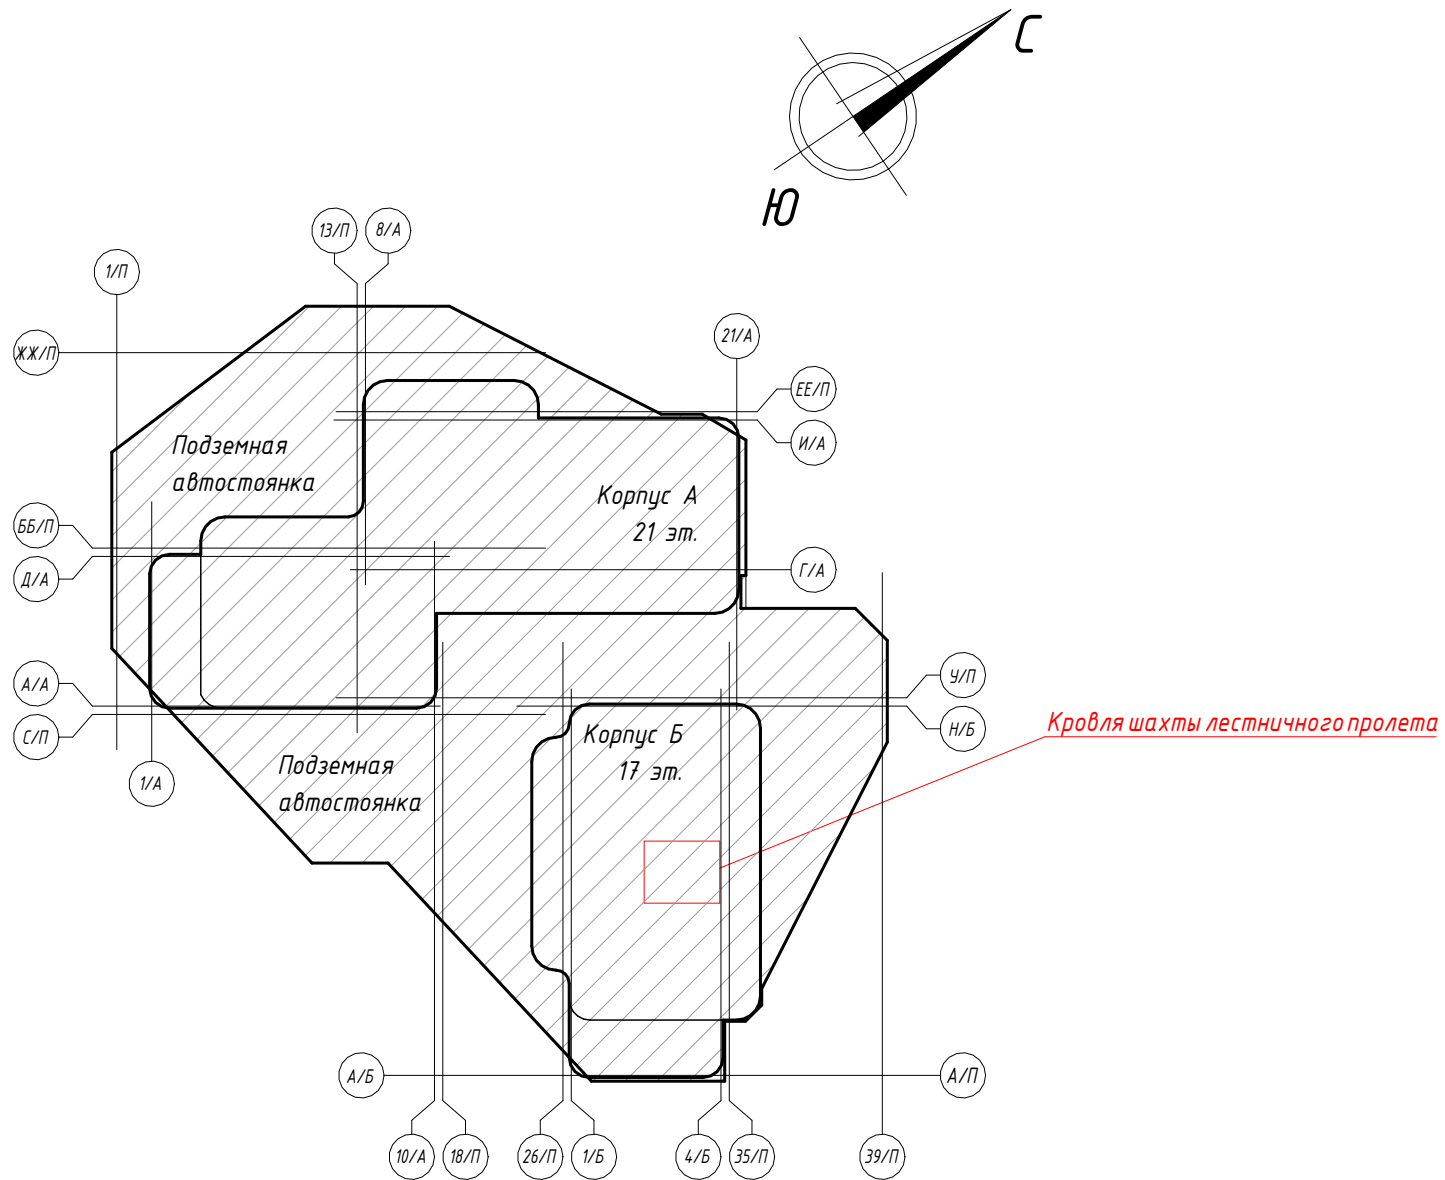 С
Ю
13/П
8/А
1/П
21/А
ЖЖ/П
ЕЕ/П
И/А
Подземная
автостоянка
Корпус А
21 эт.
ББ/П
Д/А
Г/А
А/А
У/П
С/П
Н/Б
Кровля шахты лестничного пролета
Корпус Б
17 эт.
1/А
Подземная
автостоянка
А/Б
А/П
10/А
18/П
26/П
1/Б
4/Б
35/П
39/П